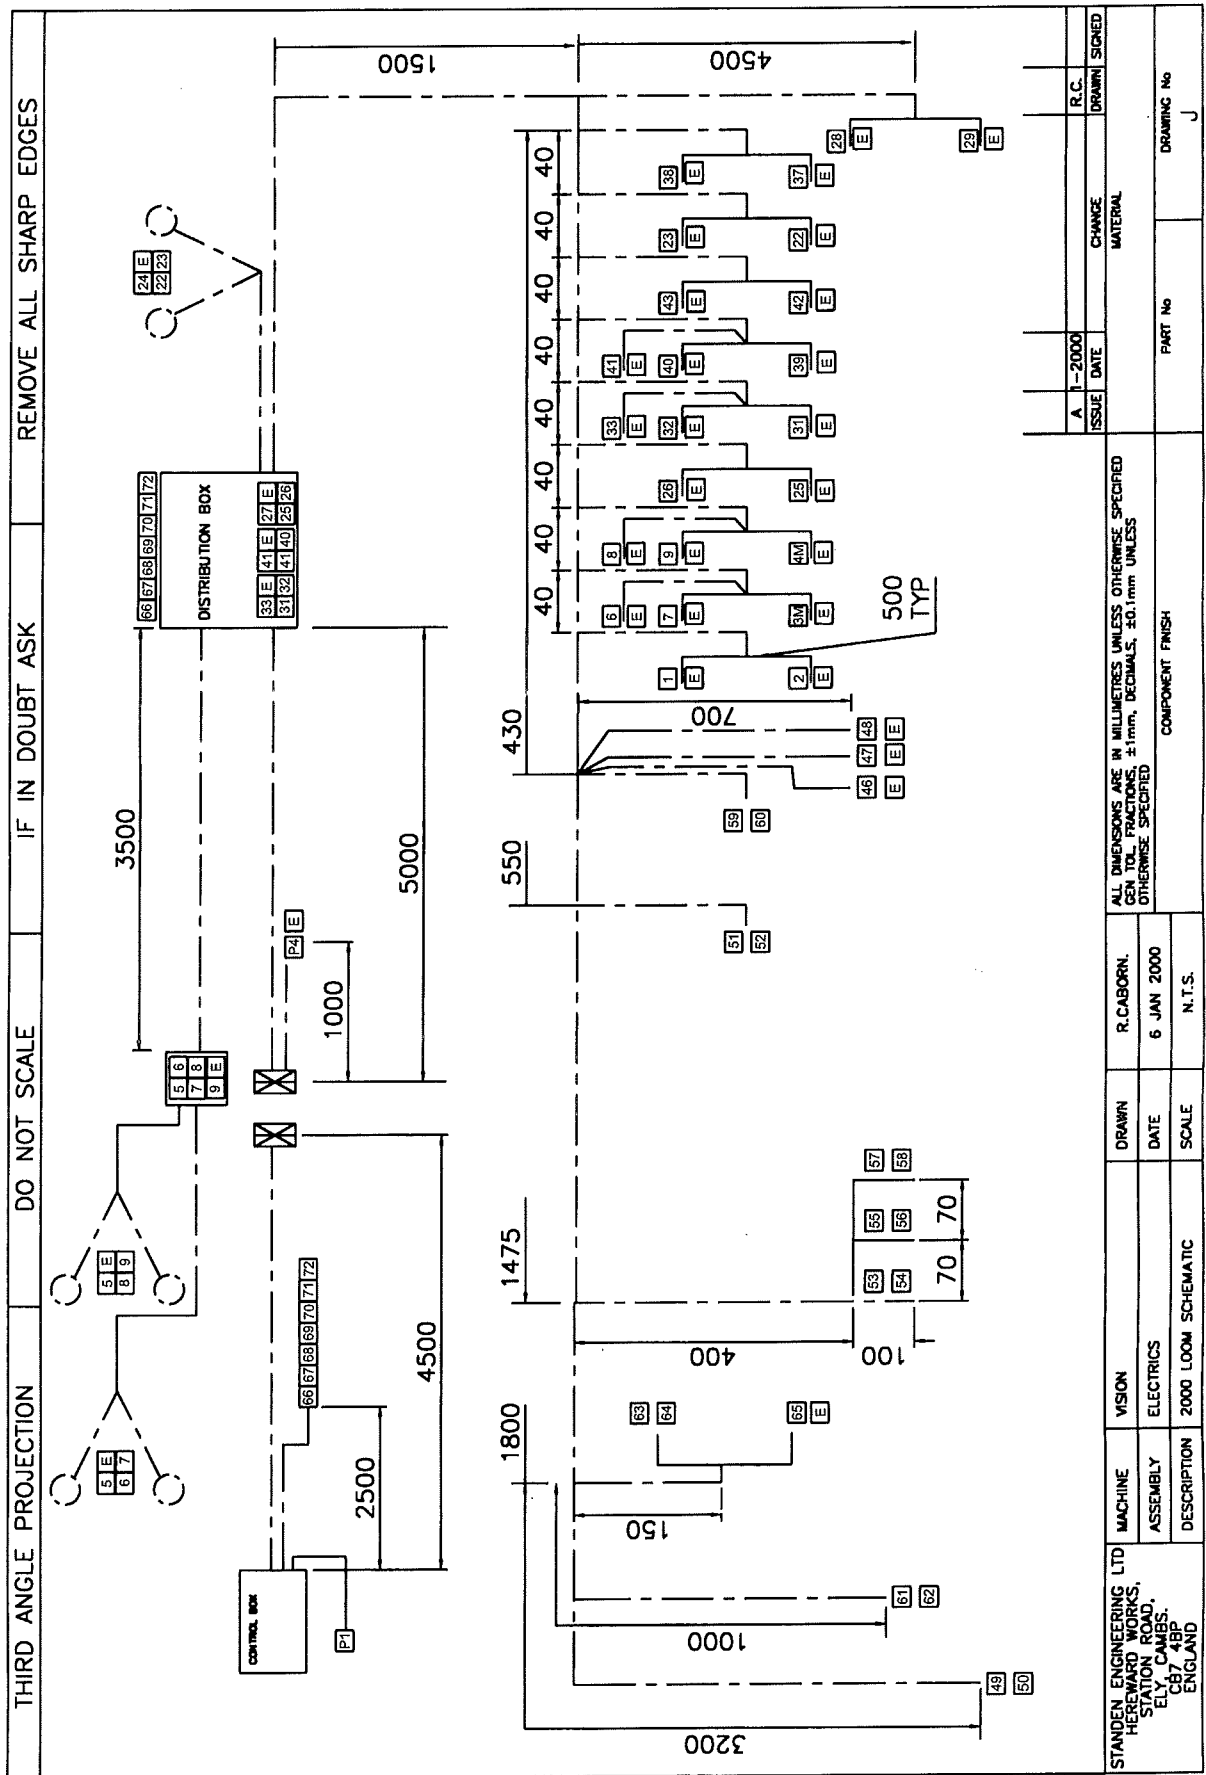 THIRD ANGLE PROJECTION
DO NOT SCALE
IF IN DOUBT ASK
REMOVE ALL SHARP EDGES
5 E
6 7
5 E
8 9
5 6
7 8
9 E
3500
66 67 68 69 70 71 72
DISTRIBUTION BOX
33 E 41 E 27 E
31 32 41 40 25 26
24 E
22 23
CONTROL BOX
P1
66 67 68 69 70 71 72
2500
4500
P4 E
1000
5000
1500
4500
3200
1800
1475
550
430
40 40 40 40 40 40 40 40
49
50
1000
61
62
150
63
64
65
E
400
100
53
54
55
56
57
58
70
70
51
52
59
60
46 E
47 E
48 E
700
500
TYP
1
E
2
E
6
E
7
E
3M
E
8
E
9
E
4M
E
26
E
25
E
33
E
32
E
31
E
41
E
40
E
39
E
43
E
42
E
23
E
22
E
38
E
37
E
28
E
29
E
STANDEN ENGINEERING LTD
HEREWARD WORKS,
STATION ROAD,
ELY, CAMBS.
CB7 4BP
ENGLAND
MACHINE VISION
ASSEMBLY ELECTRICS
DESCRIPTION 2000 LOOM SCHEMATIC
DRAWN R.CABORN.
DATE 6 JAN 2000
SCALE N.T.S.
ALL DIMENSIONS ARE IN MILLIMETRES UNLESS OTHERWISE SPECIFIED
GEN TOL. FRACTIONS, ±1mm, DECIMALS, ±0.1mm UNLESS
OTHERWISE SPECIFIED
COMPONENT FINISH
A 1-2000 R.C.
ISSUE DATE CHANGE DRAWN SIGNED
MATERIAL
PART No
DRAWING No
J